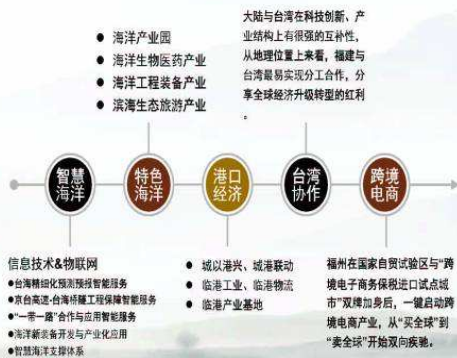 ● 海洋产业园
● 海洋生物医药产业
● 海洋工程装备产业
● 滨海生态旅游产业
大陆与台湾在科技创新、产
业结构上有很强的互补性，
从地理位置上来看，福建与
台湾最易实现分工合作，分
享全球经济升级转型的红利
。
智慧
海洋
特色
海洋
港口
经济
台湾
协作
跨境
电商
信息技术&物联网
●台海精细化预测预报智能服务
●京台高速-台海桥隧工程保障智能服务
●“一带一路”合作与应用智能服务
●海洋新装备开发与产业化应用
●智慧海洋支撑体系
● 城以港兴、城港联动
● 临港工业、临港物流
● 临港产业基地
福州在国家自贸试验区与“跨
境电子商务保税进口试点城
市”双牌加身后，一键启动跨
境电商产业，从“买全球”到
“卖全球”开始双向疾驰。